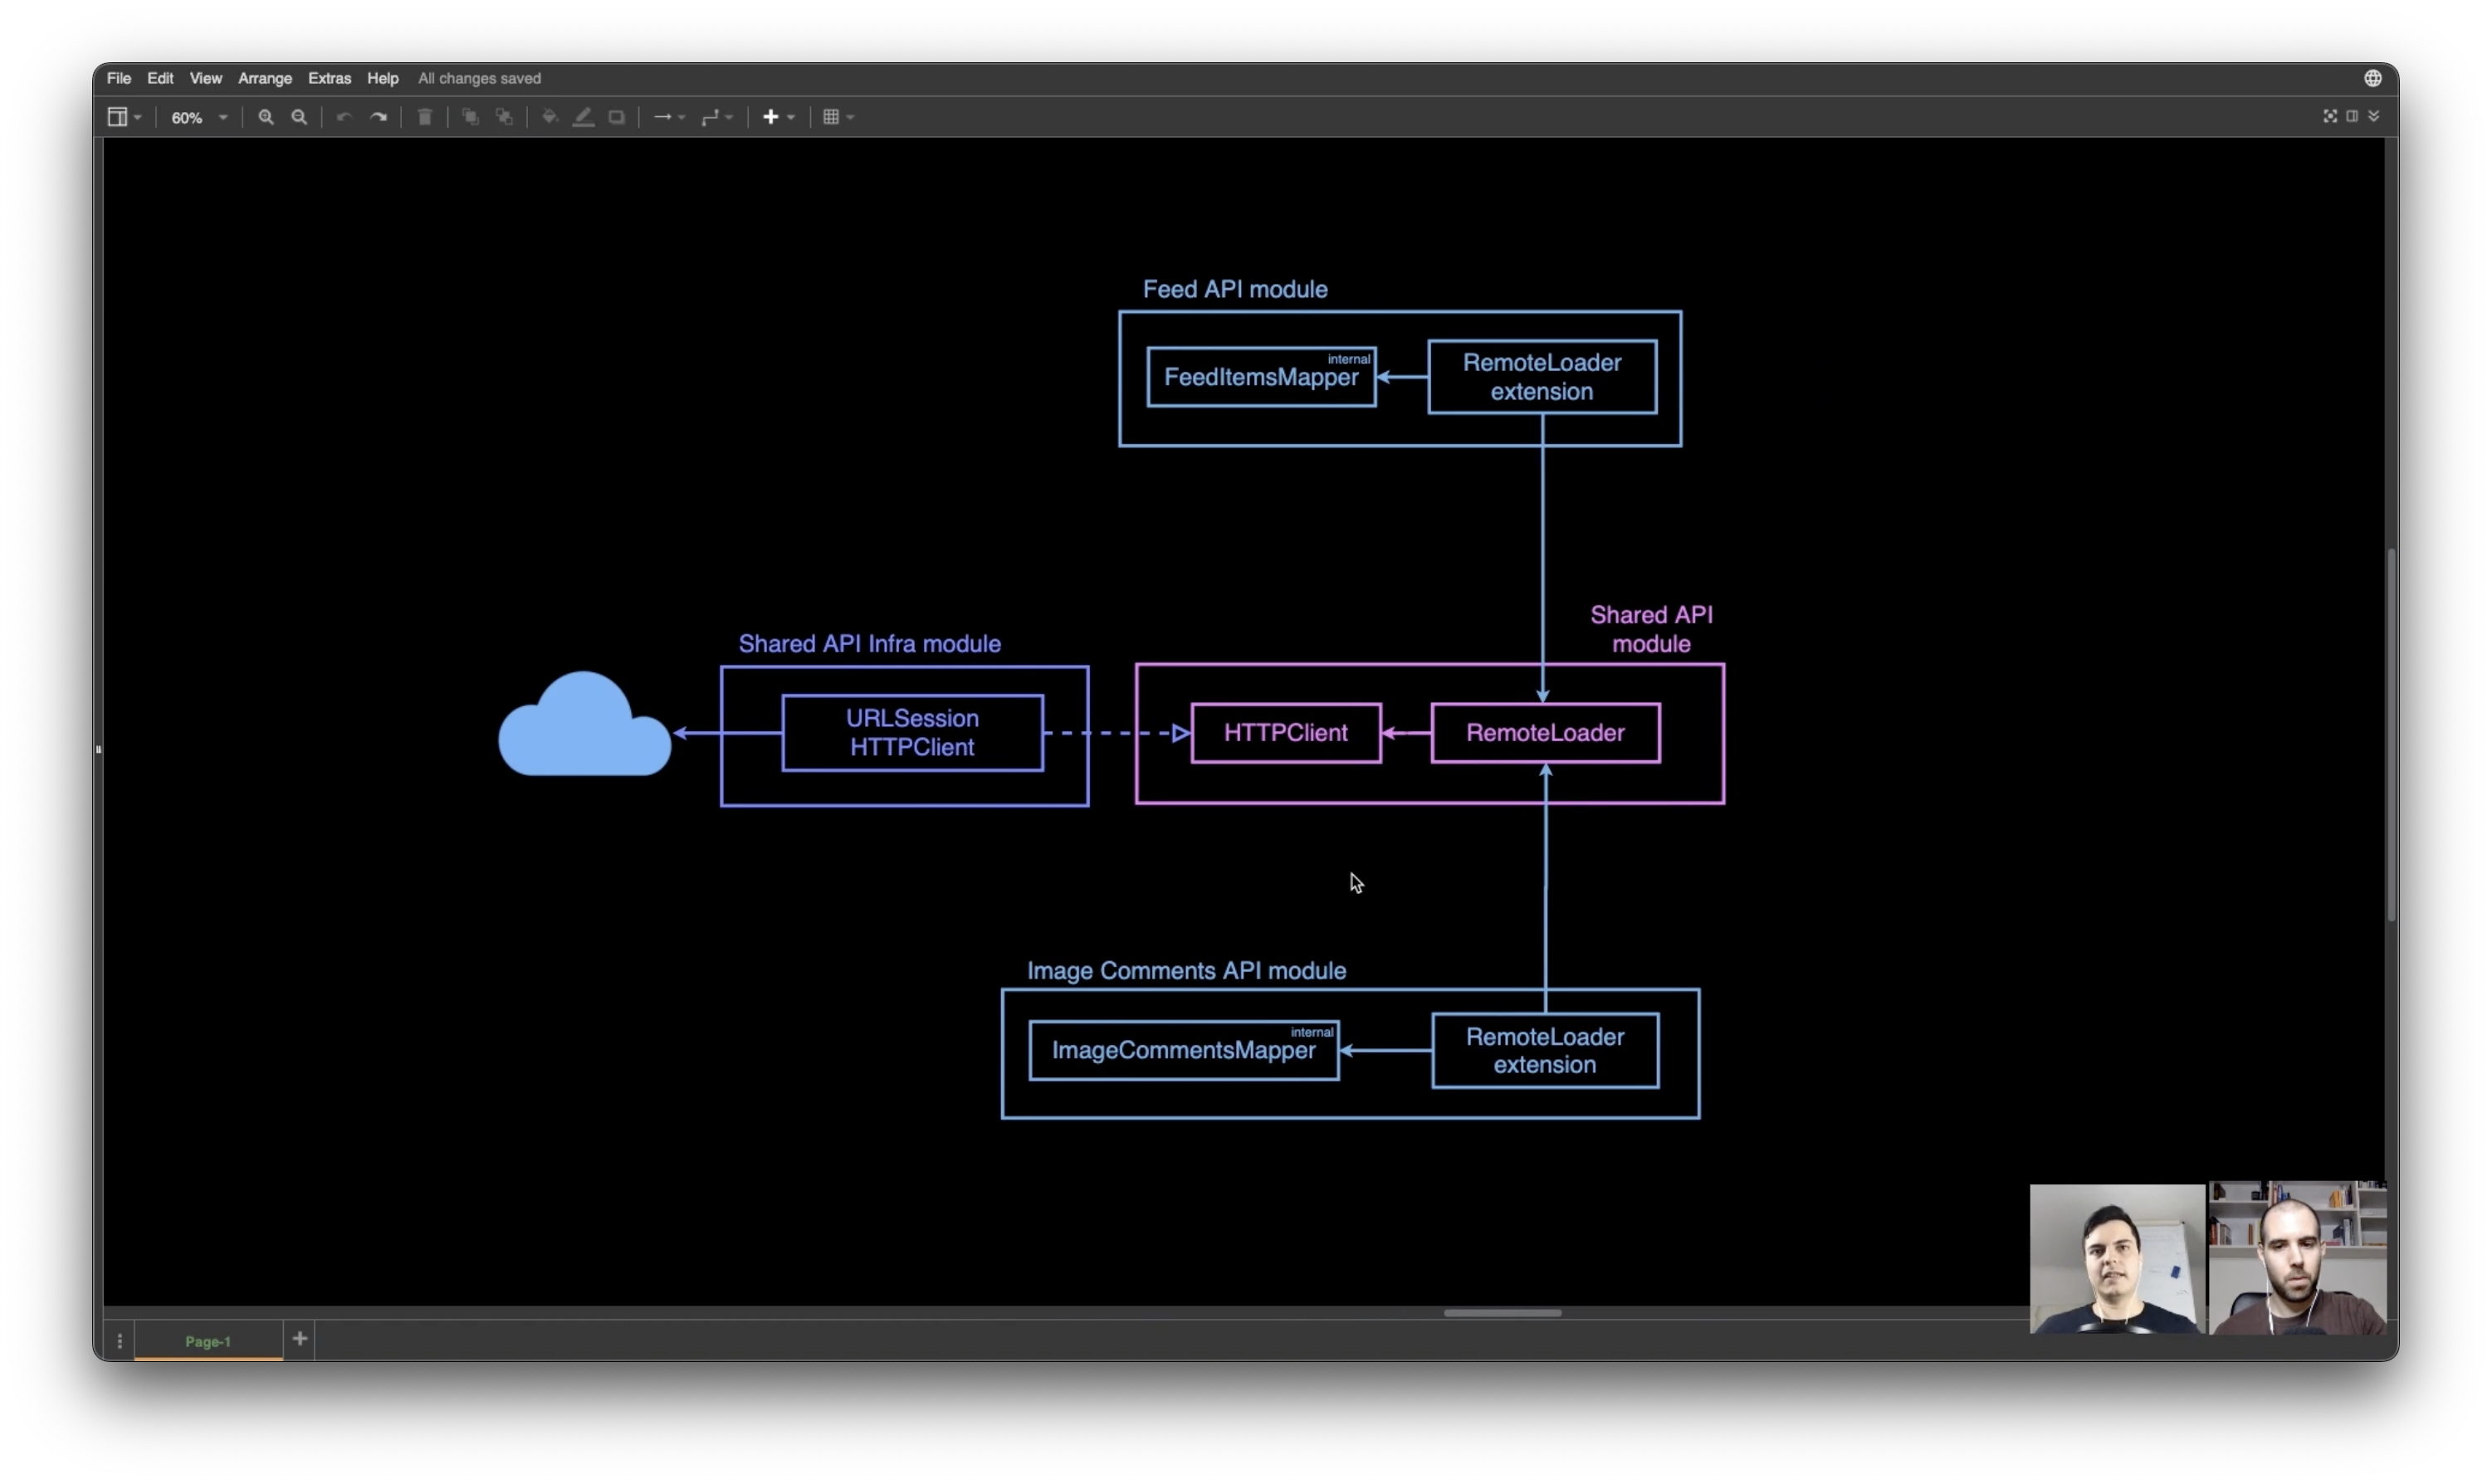 File Edit View Arrange Extras Help All changes saved
60%
Feed API module
internal
FeedItemsMapper
RemoteLoader
extension
Shared API
module
Shared API Infra module
URLSession
HTTPClient
HTTPClient
RemoteLoader
Image Comments API module
internal
ImageCommentsMapper
RemoteLoader
extension
Page-1